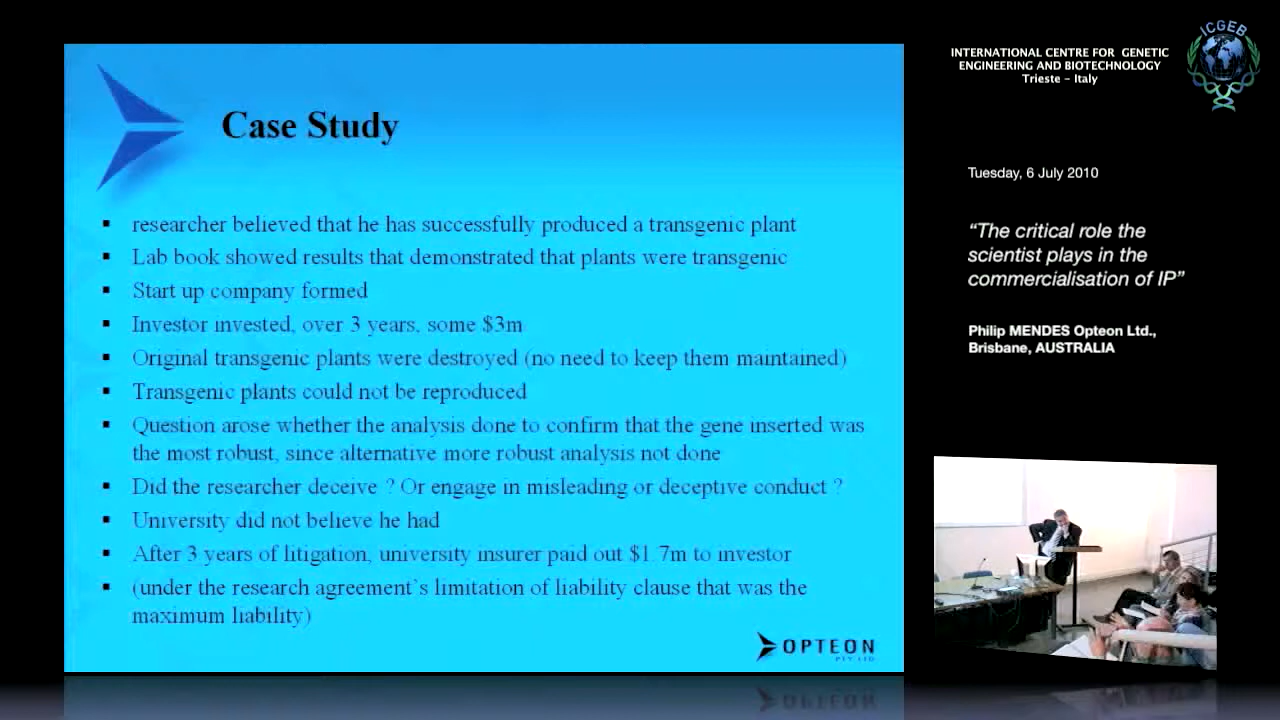 Case Study
researcher believed that he has successfully produced a transgenic plant
Lab book showed results that demonstrated that plants were transgenic
Start up company formed
Investor invested, over 3 years, some $3m
Original transgenic plants were destroyed (no need to keep them maintained)
Transgenic plants could not be reproduced
Question arose whether the analysis done to confirm that the gene inserted was
the most robust, since alternative more robust analysis not done
Did the researcher deceive ? Or engage in misleading or deceptive conduct ?
University did not believe he had
After 3 years of litigation, university insurer paid out $1.7m to investor
(under the research agreement's limitation of liability clause that was the
maximum liability)
OPTEON
PTY LTD
INTERNATIONAL CENTRE FOR GENETIC
ENGINEERING AND BIOTECHNOLOGY
Trieste - Italy
ICGEB
Tuesday, 6 July 2010
“The critical role the
scientist plays in the
commercialisation of IP”
Philip MENDES Opteon Ltd.,
Brisbane, AUSTRALIA